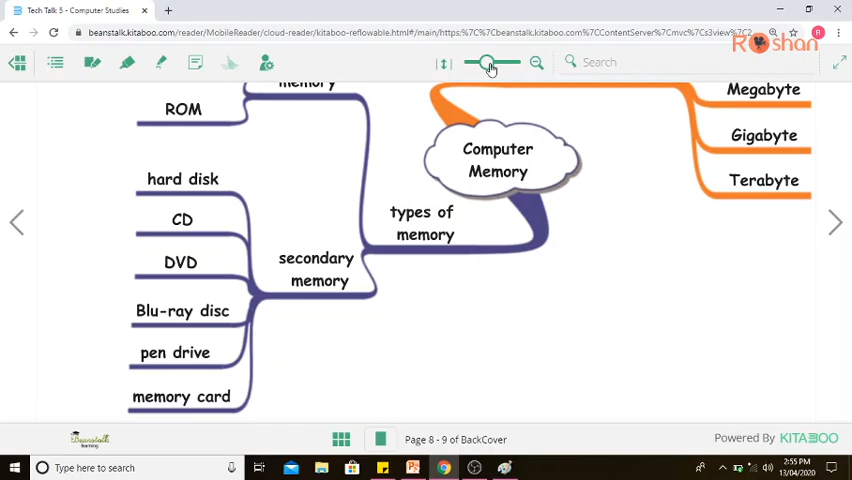 Tech Talk 5 - Computer Studies
beanstalk.kitaboo.com/reader/MobileReader/cloud-reader/kitaboo-reflowable.html#/main/https:%7C%7Cbeanstalk.kitaboo.com%7CContentServer%7Cmvc%7Cs3view%7C2...
Roshan
Search
memory
ROM
hard disk
CD
DVD
Blu-ray disc
pen drive
memory card
secondary
memory
types of
memory
Computer
Memory
Megabyte
Gigabyte
Terabyte
Beanstalk
learning
Page 8 - 9 of BackCover
Powered By KITABOO
Type here to search
2:55 PM
13/04/2020